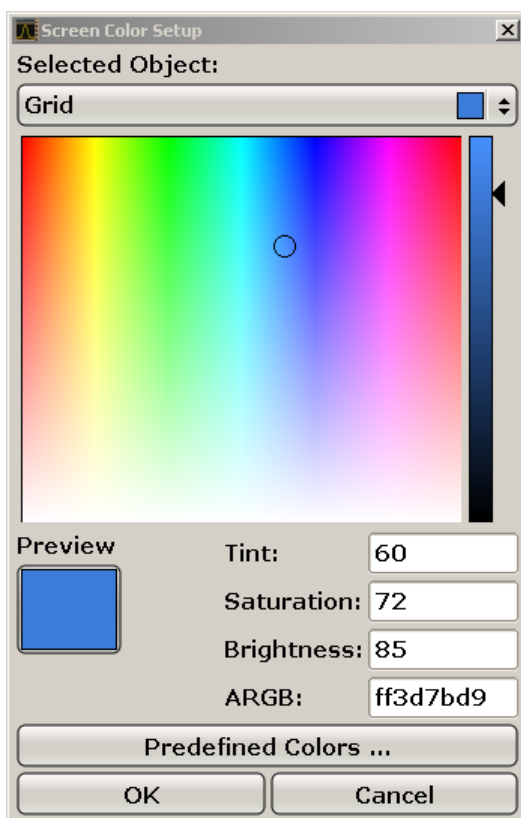 Screen Color Setup
Selected Object:
Grid
Preview
Tint: 60
Saturation: 72
Brightness: 85
ARGB: ff3d7bd9
Predefined Colors ...
OK Cancel